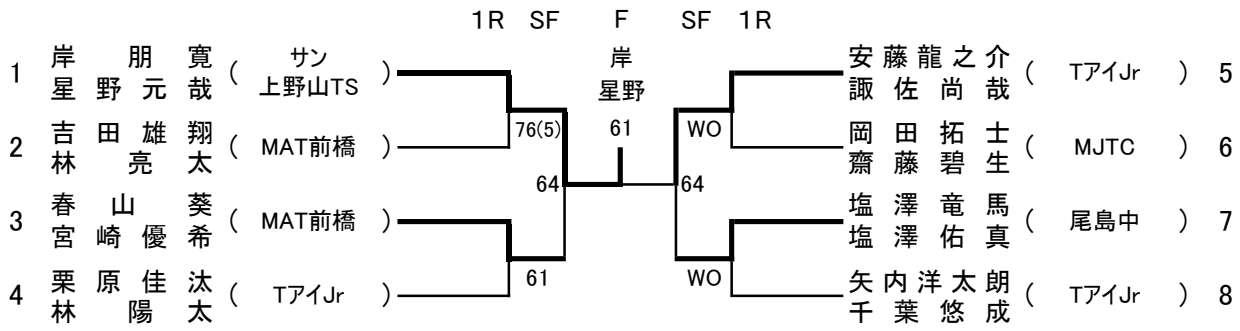 1R SF F SF 1R
岸
星野
1 岸 朋 寛 ( サン )
星 野 元 哉 上野山TS
2 吉 田 雄 翔 ( MAT前橋 )
林 亮 太
3 春 山 葵 ( MAT前橋 )
宮 崎 優 希
4 栗 原 佳 汰 ( TアイJr )
林 陽 太
76(5)
61
64
61
64
WO
WO
安藤龍之介 ( TアイJr ) 5
諏 佐 尚 哉
岡 田 拓 士 ( MJTC ) 6
齋 藤 碧 生
塩 澤 竜 馬 ( 尾島中 ) 7
塩 澤 佑 真
矢内洋太朗 ( TアイJr ) 8
千 葉 悠 成